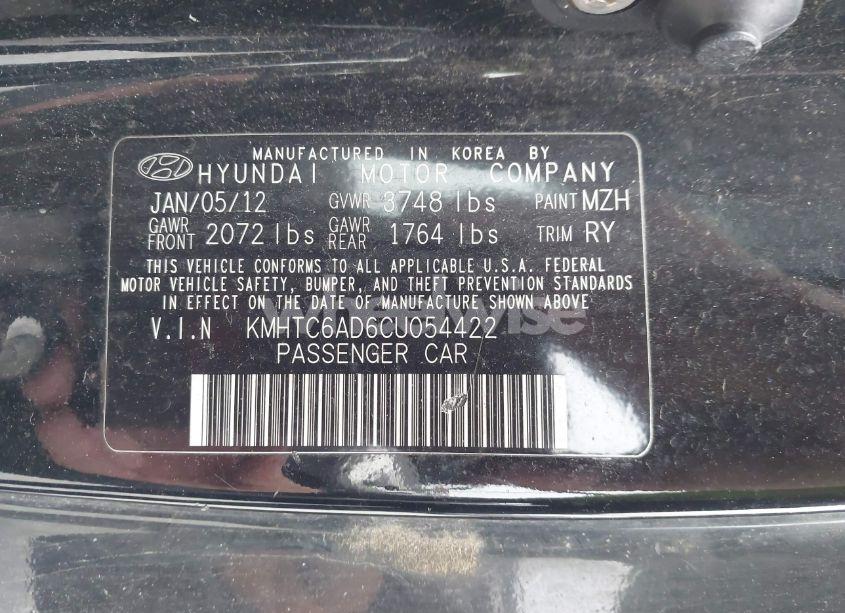 MANUFACTURED IN KOREA BY
HYUNDAI MOTOR COMPANY
JAN/05/12 GVWR 3748 lbs PAINT MZH
GAWR FRONT 2072 lbs GAWR REAR 1764 lbs TRIM RY
THIS VEHICLE CONFORMS TO ALL APPLICABLE U.S.A. FEDERAL
MOTOR VEHICLE SAFETY, BUMPER, AND THEFT PREVENTION STANDARDS
IN EFFECT ON THE DATE OF MANUFACTURE SHOWN ABOVE
wheelwise
V.I.N KMHTC6AD6CU054422
PASSENGER CAR